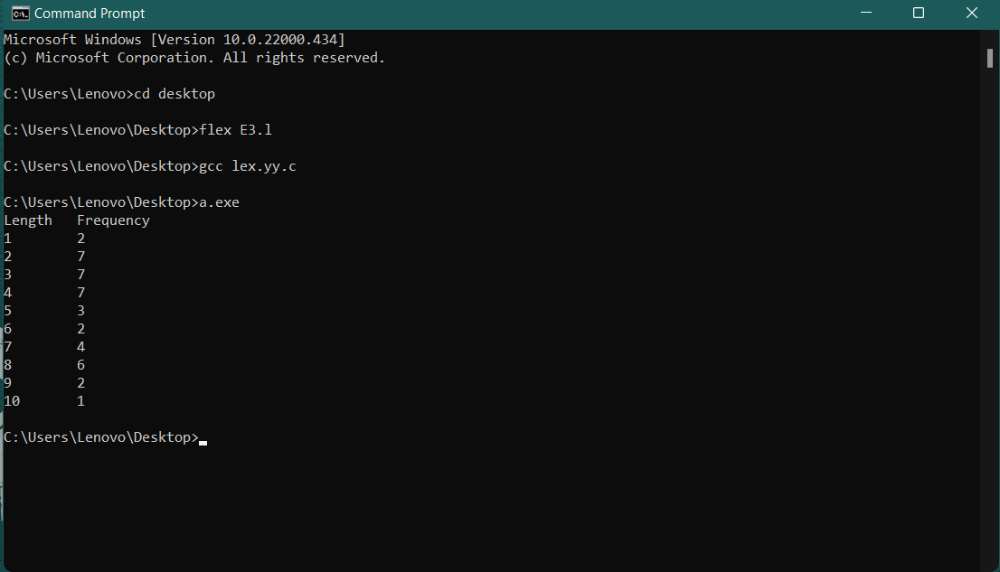 Command Prompt
Microsoft Windows [Version 10.0.22000.434]
(c) Microsoft Corporation. All rights reserved.
C:\Users\Lenovo>cd desktop
C:\Users\Lenovo\Desktop>flex E3.l
C:\Users\Lenovo\Desktop>gcc lex.yy.c
C:\Users\Lenovo\Desktop>a.exe
Length   Frequency
1        2
2        7
3        7
4        7
5        3
6        2
7        4
8        6
9        2
10       1
C:\Users\Lenovo\Desktop>